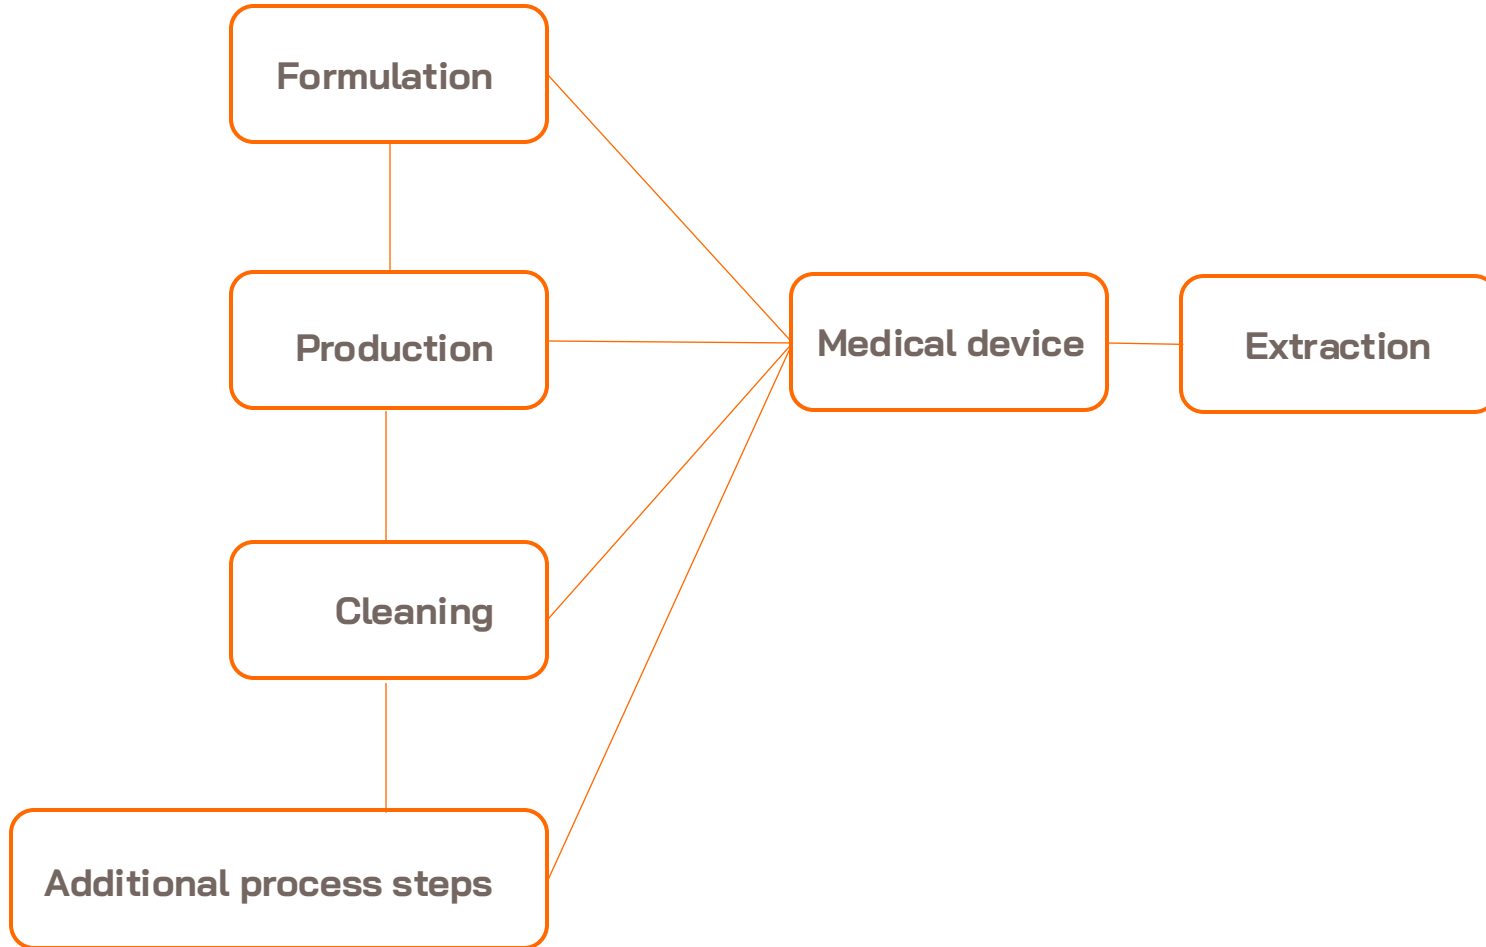 Formulation
Production
Medical device
Extraction
Cleaning
Additional process steps